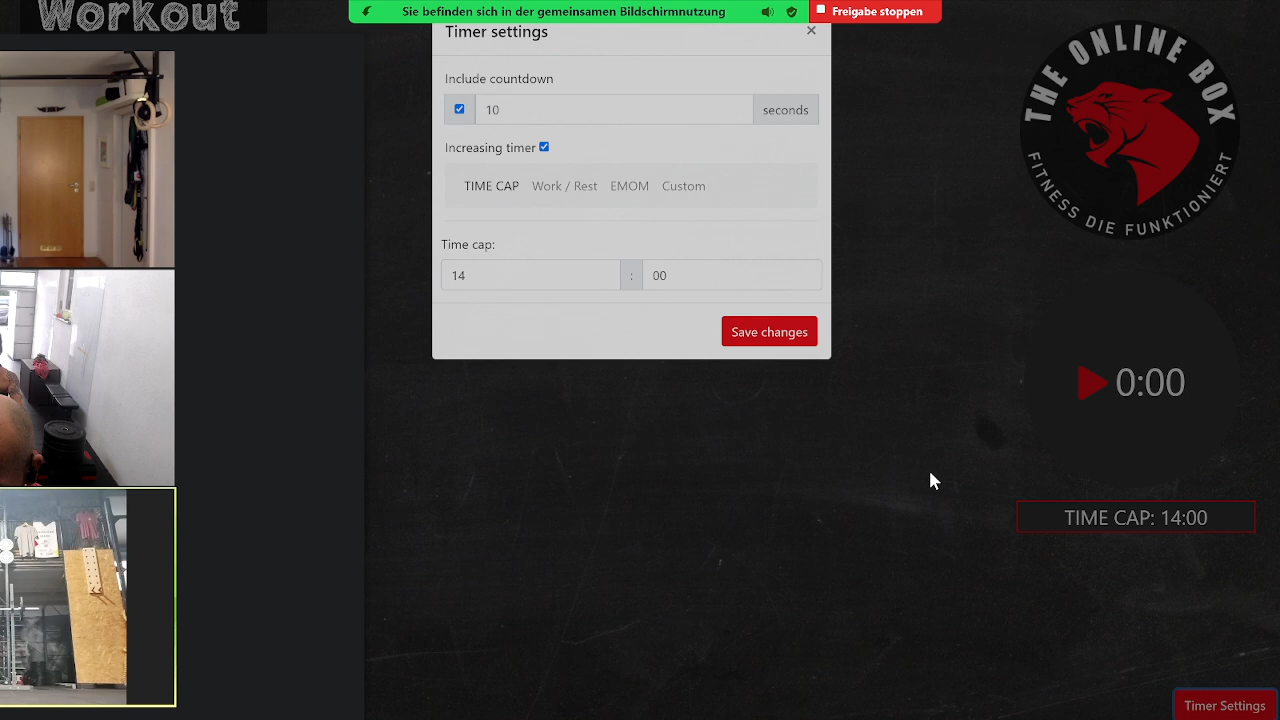 Workout
Sie befinden sich in der gemeinsamen Bildschirmnutzung
Freigabe stoppen
Timer settings
Include countdown
10
seconds
Increasing timer
TIME CAP Work / Rest EMOM Custom
Time cap:
14 : 00
Save changes
THE ONLINE BOX
FITNESS DIE FUNKTIONIERT
0:00
TIME CAP: 14:00
Timer Settings